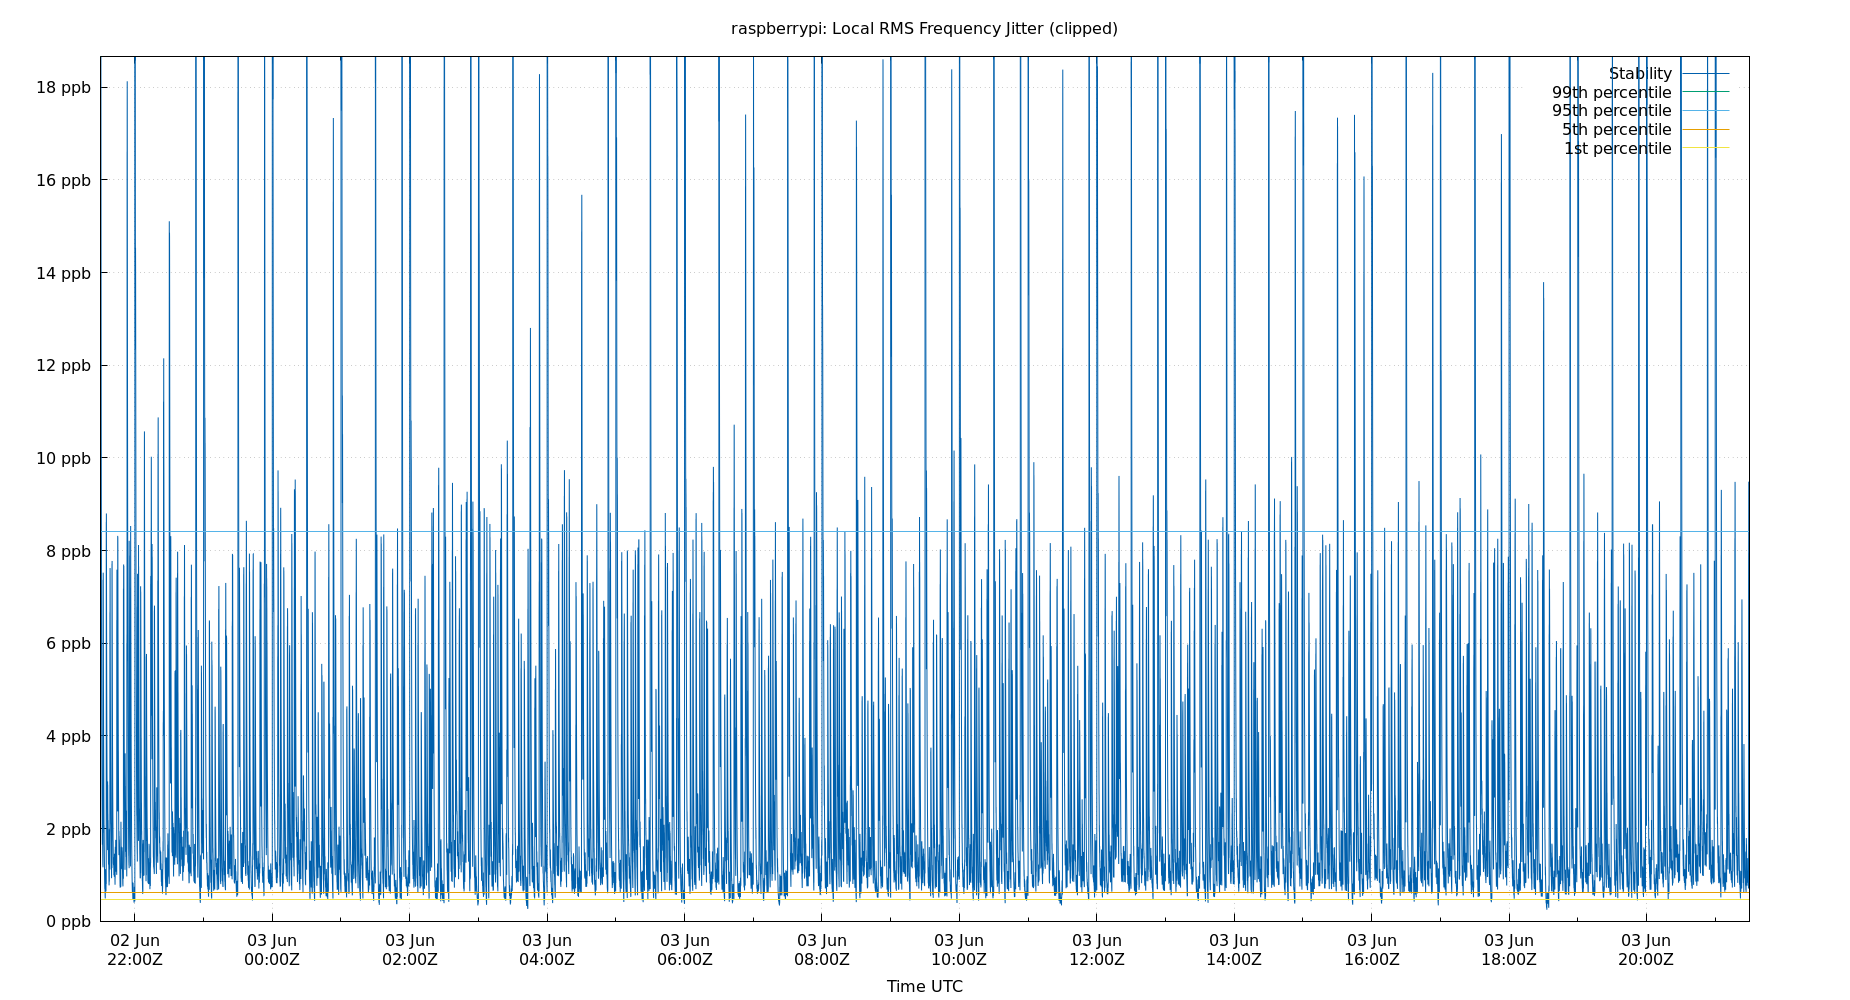 raspberrypi: Local RMS Frequency Jitter (clipped)
Stability
99th percentile
95th percentile
5th percentile
1st percentile
18 ppb
16 ppb
14 ppb
12 ppb
10 ppb
8 ppb
6 ppb
4 ppb
2 ppb
0 ppb
02 Jun 03 Jun 03 Jun 03 Jun 03 Jun 03 Jun 03 Jun 03 Jun 03 Jun 03 Jun 03 Jun 03 Jun
22:00Z 00:00Z 02:00Z 04:00Z 06:00Z 08:00Z 10:00Z 12:00Z 14:00Z 16:00Z 18:00Z 20:00Z
Time UTC